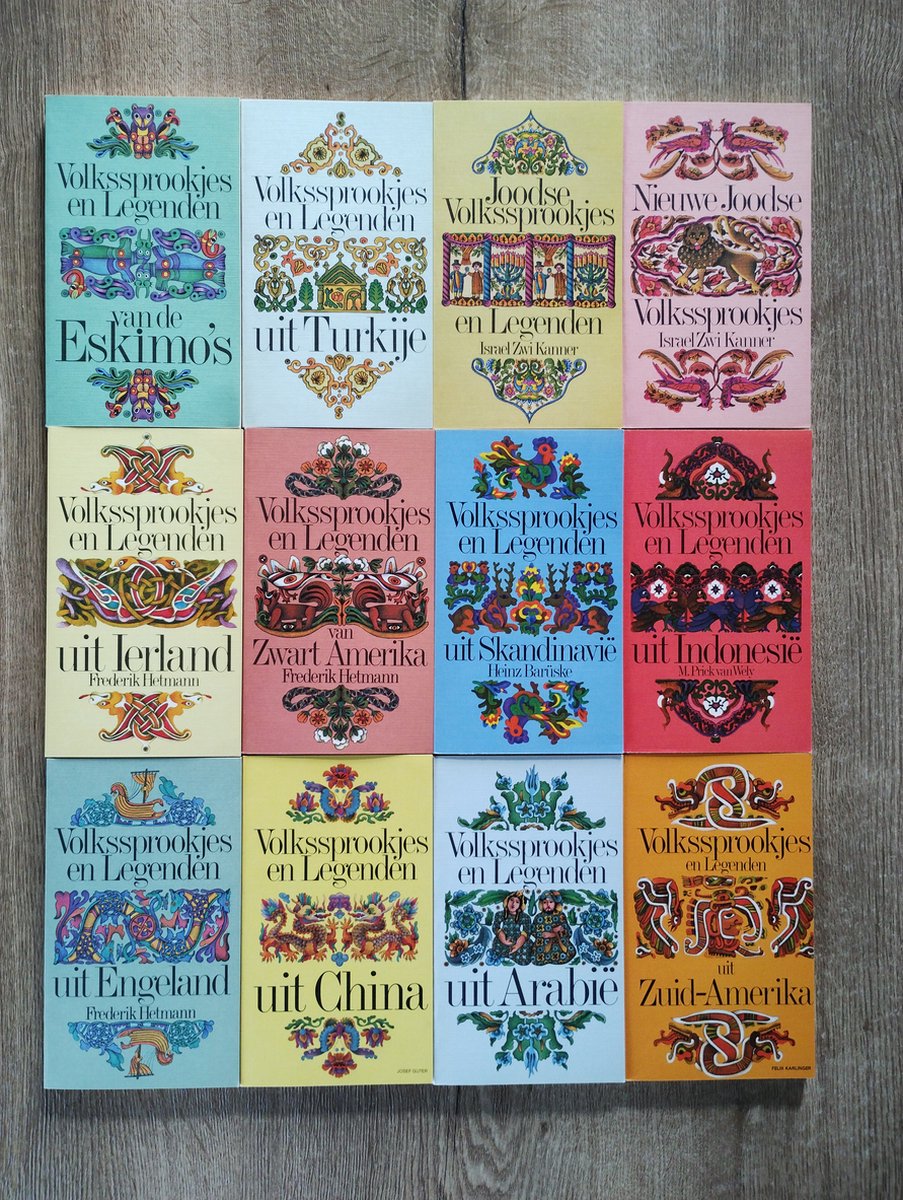 Volkssprookjes
en Legenden
van de
Eskimo's
Volkssprookjes
en Legenden
uit Turkije
Joodse
Volkssprookjes
en Legenden
Israel Zwi Kanner
Nieuwe Joodse
Volkssprookjes
Israel Zwi Kanner
Volkssprookjes
en Legenden
uit Ierland
Frederik Hetmann
Volkssprookjes
en Legenden
van
Zwart Amerika
Frederik Hetmann
Volkssprookjes
en Legenden
uit Skandinavië
Heinz Barüske
Volkssprookjes
en Legenden
uit Indonesië
M. Prick van Wely
Volkssprookjes
en Legenden
uit Engeland
Frederik Hetmann
Volkssprookjes
en Legenden
uit China
JOSEF GUTER
Volkssprookjes
en Legenden
uit Arabië
Volkssprookjes
en Legenden
uit
Zuid-Amerika
FELIX KARLINGER